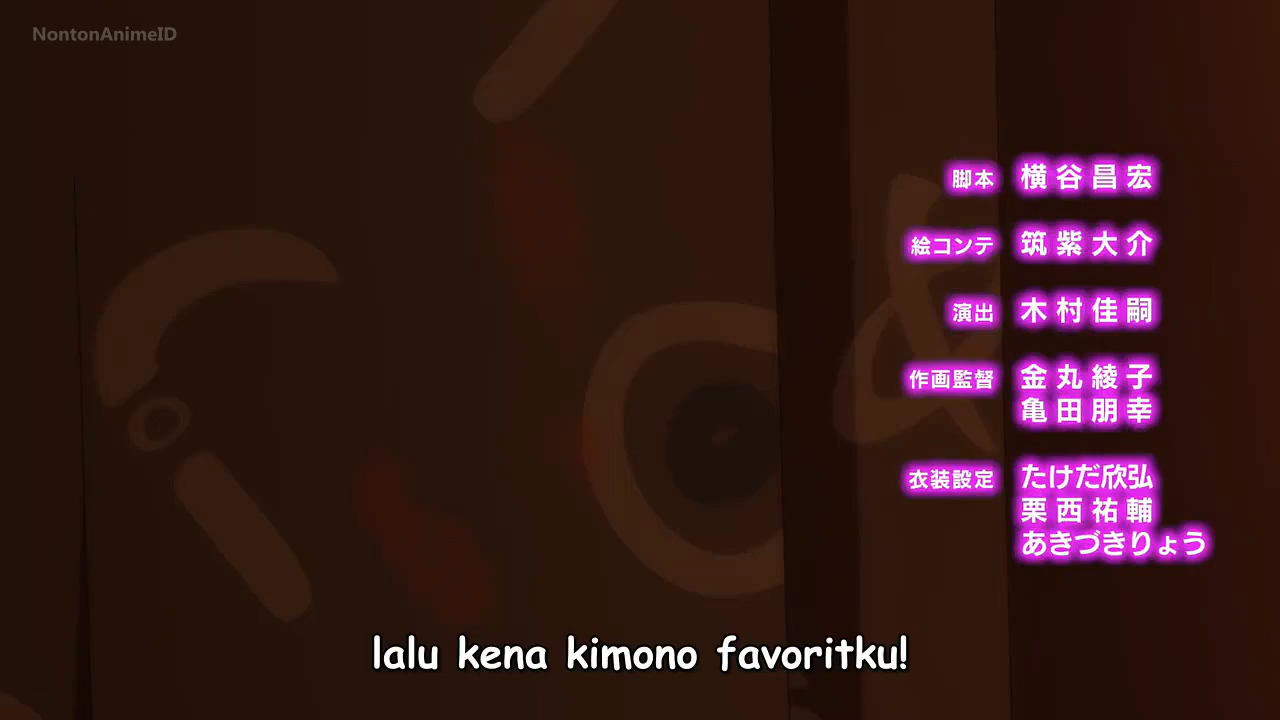 NontonAnimeID
脚本 横谷昌宏
絵コンテ 筑紫大介
演出 木村佳嗣
作画監督 金丸綾子
亀田朋幸
衣装設定 たけだ欣弘
栗西祐輔
あきづきりょう
lalu kena kimono favoritku!